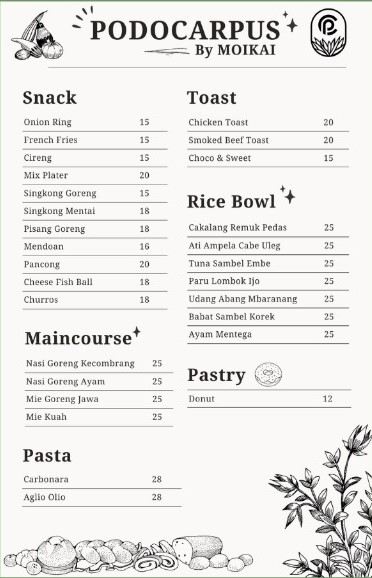 PODOCARPUS
By MOIKAI
Snack
Onion Ring 15
French Fries 15
Cireng 15
Mix Plater 20
Singkong Goreng 15
Singkong Mentai 18
Pisang Goreng 18
Mendoan 16
Pancong 20
Cheese Fish Ball 18
Churros 18
Maincourse
Nasi Goreng Kecombrang 25
Nasi Goreng Ayam 25
Mie Goreng Jawa 25
Mie Kuah 25
Pasta
Carbonara 28
Aglio Olio 28
Toast
Chicken Toast 20
Smoked Beef Toast 20
Choco & Sweet 15
Rice Bowl
Cakalang Remuk Pedas 25
Ati Ampela Cabe Uleg 25
Tuna Sambel Embe 25
Paru Lombok Ijo 25
Udang Abang Mbaranang 25
Babat Sambel Korek 25
Ayam Mentega 25
Pastry
Donut 12